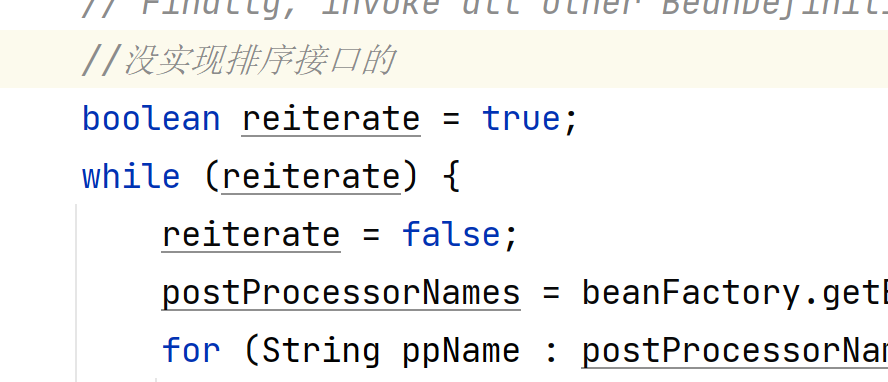 // Finally, invoke all other BeanDefiniti
//没实现排序接口的
boolean reiterate = true;
while (reiterate) {
reiterate = false;
postProcessorNames = beanFactory.getB
for (String ppName : postProcessorNam